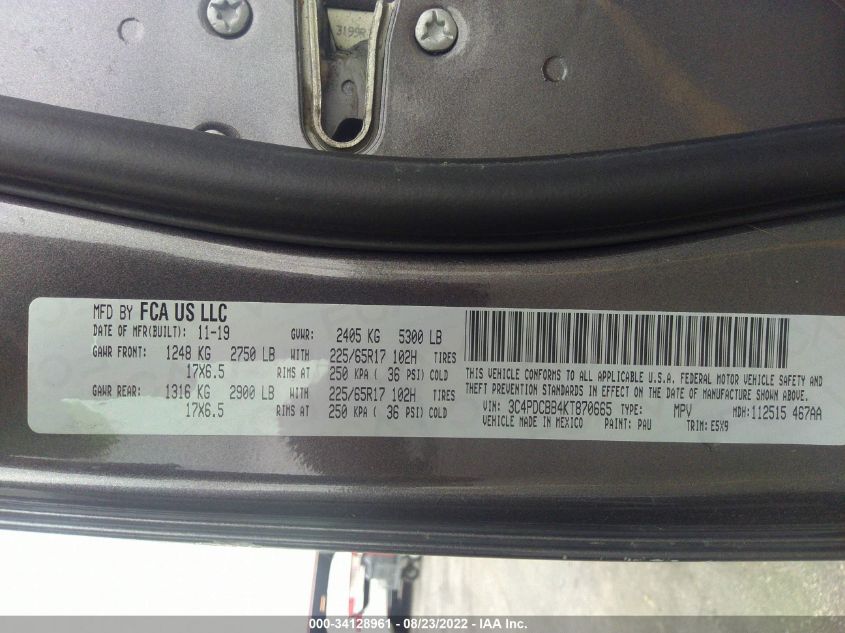 3199R
MFD BY FCA US LLC
DATE OF MFR(BUILT): 11-19 GVWR: 2405 KG 5300 LB
GAWR FRONT: 1248 KG 2750 LB WITH 225/65R17 102H TIRES
17X6.5 RIMS AT 250 KPA ( 36 PSI) COLD
GAWR REAR: 1316 KG 2900 LB WITH 225/65R17 102H TIRES
17X6.5 RIMS AT 250 KPA ( 36 PSI) COLD
THIS VEHICLE CONFORMS TO ALL APPLICABLE U.S.A. FEDERAL MOTOR VEHICLE SAFETY AND
THEFT PREVENTION STANDARDS IN EFFECT ON THE DATE OF MANUFACTURE SHOWN ABOVE.
VIN: 3C4PDCBB4KT870665 TYPE: MPV MDH:112515 467AA
VEHICLE MADE IN MEXICO PAINT: PAU TRIM: E5X9
000-34128961 - 08/23/2022 - IAA Inc.